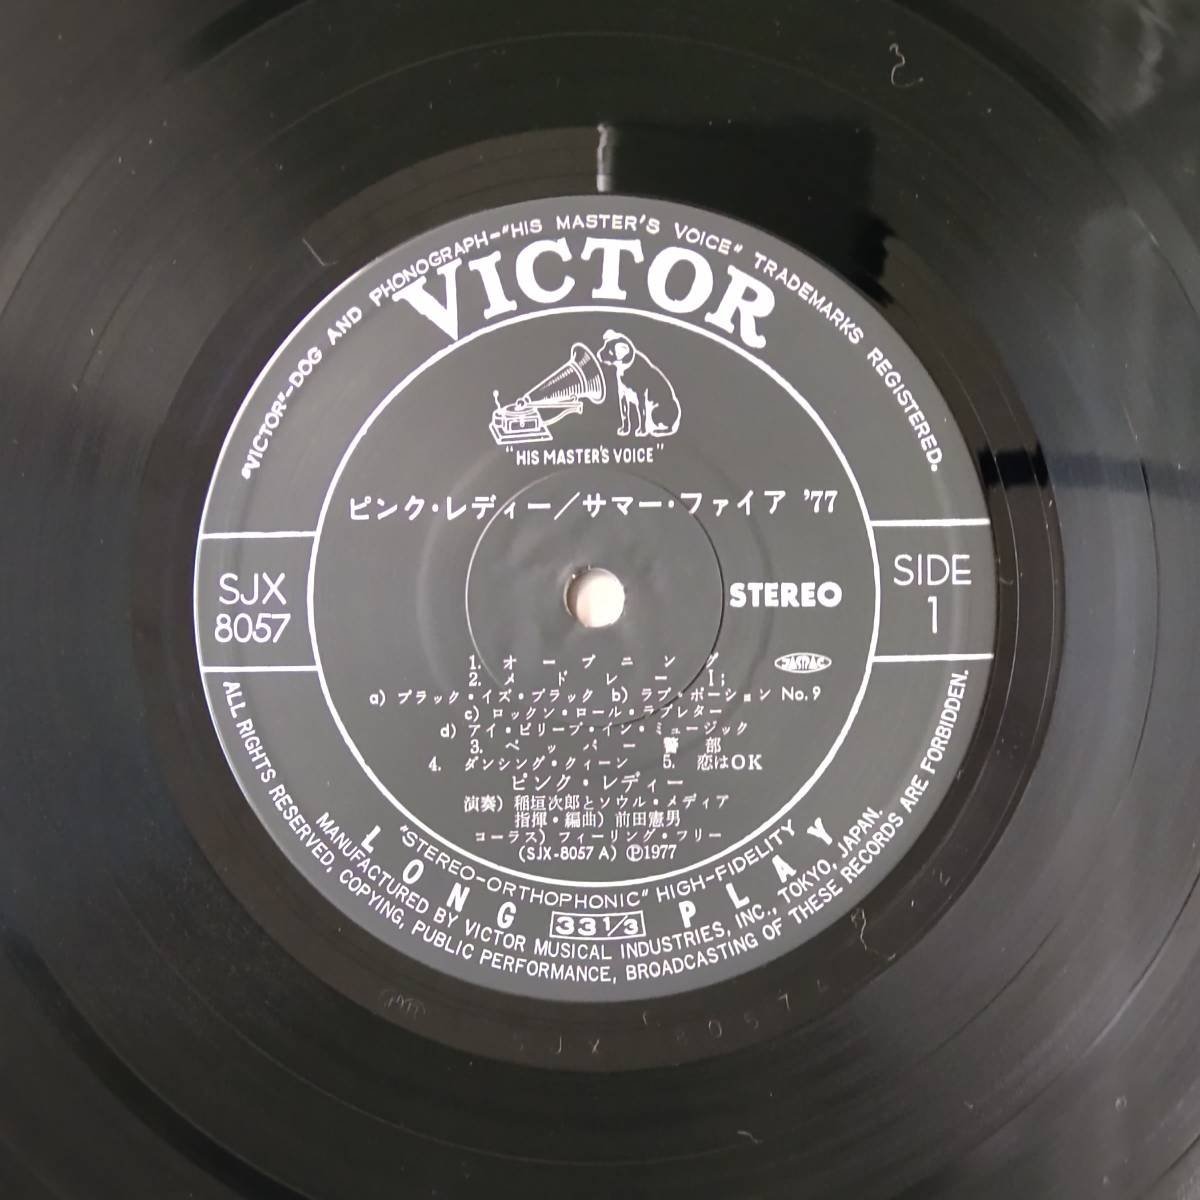 "VICTOR"–DOG AND PHONOGRAPH–"HIS MASTER'S VOICE" TRADEMARKS REGISTERED.
VICTOR
"HIS MASTER'S VOICE"
ピンク・レディー/サマー・ファイア '77
SJX
8057
STEREO
SIDE
1
JASRAC
1. オープニング
2. メドレー I;
a) ブラック・イズ・ブラック b) ラブ・ポーション No.9
c) ロックン・ロール・ラブレター
d) アイ・ビリーブ・イン・ミュージック
3. ペッパー警部
4. ダンシング・クィーン 5. 恋はOK
ピンク・レディー
演奏) 稲垣次郎とソウル・メディア
指揮・編曲) 前田憲男
コーラス) フィーリング・フリー
(SJX-8057 A) Ⓟ1977
"STEREO-ORTHOPHONIC" HIGH-FIDELITY
LONG 33 1/3 PLAY
MANUFACTURED BY VICTOR MUSICAL INDUSTRIES, INC., TOKYO, JAPAN.
ALL RIGHTS RESERVED, COPYING, PUBLIC PERFORMANCE, BROADCASTING OF THESE RECORDS ARE FORBIDDEN.
SJX 8057